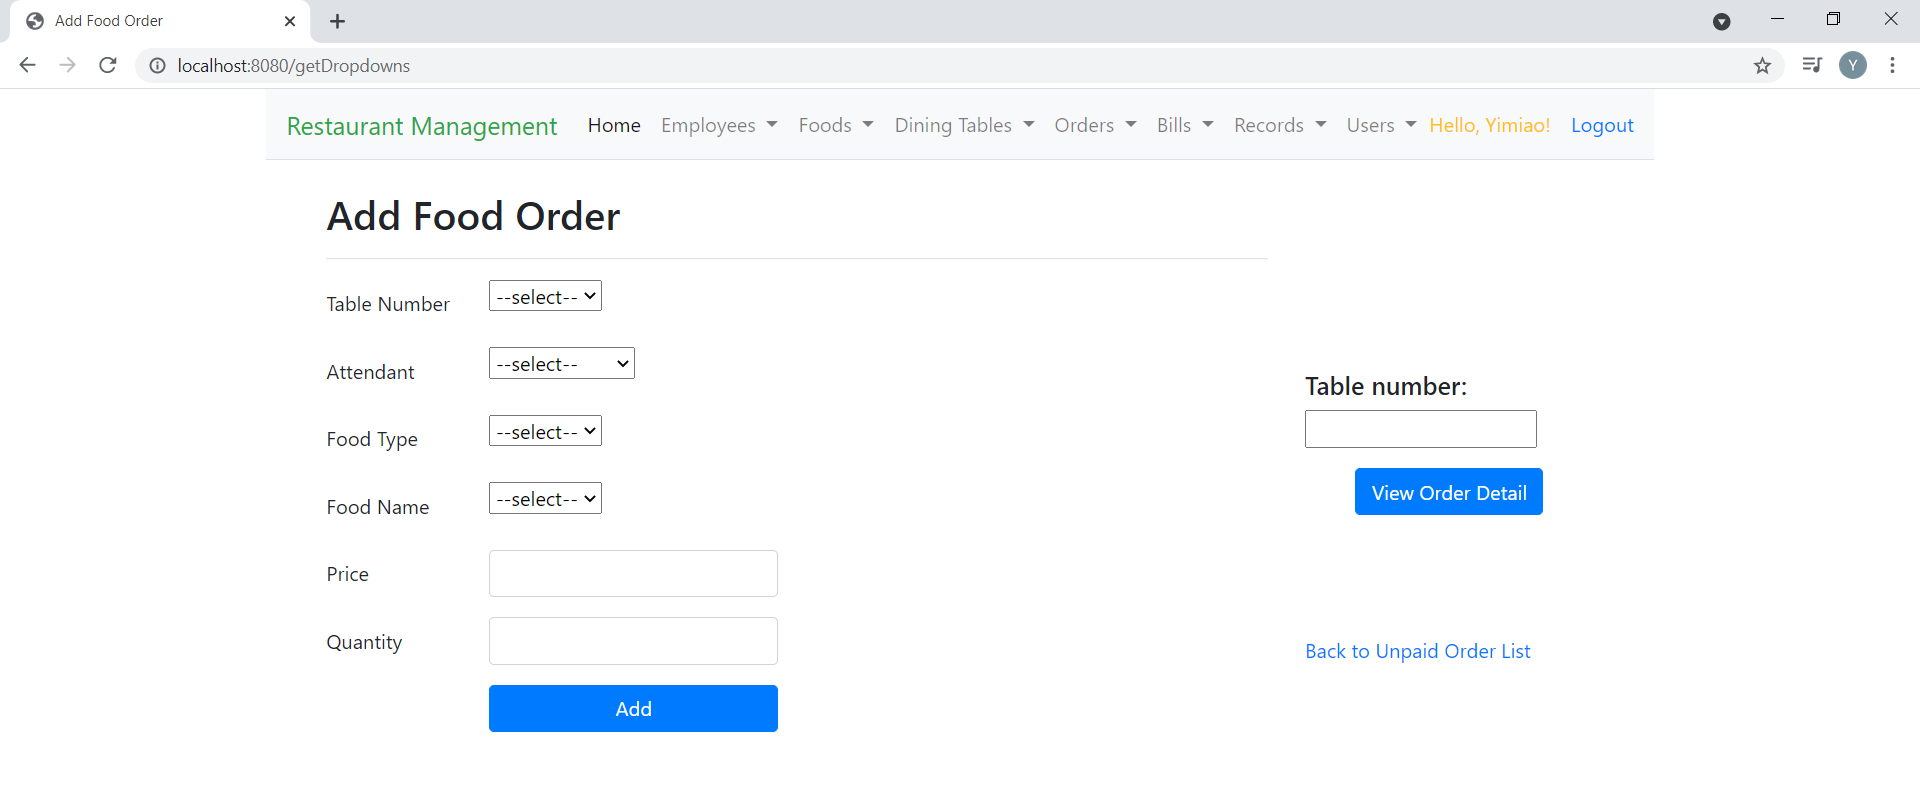 Add Food Order
localhost:8080/getDropdowns
Y
Restaurant Management Home Employees Foods Dining Tables Orders Bills Records Users Hello, Yimiao! Logout
Add Food Order
Table Number --select--
Attendant --select--
Food Type --select--
Food Name --select--
Price
Quantity
Add
Table number:
View Order Detail
Back to Unpaid Order List